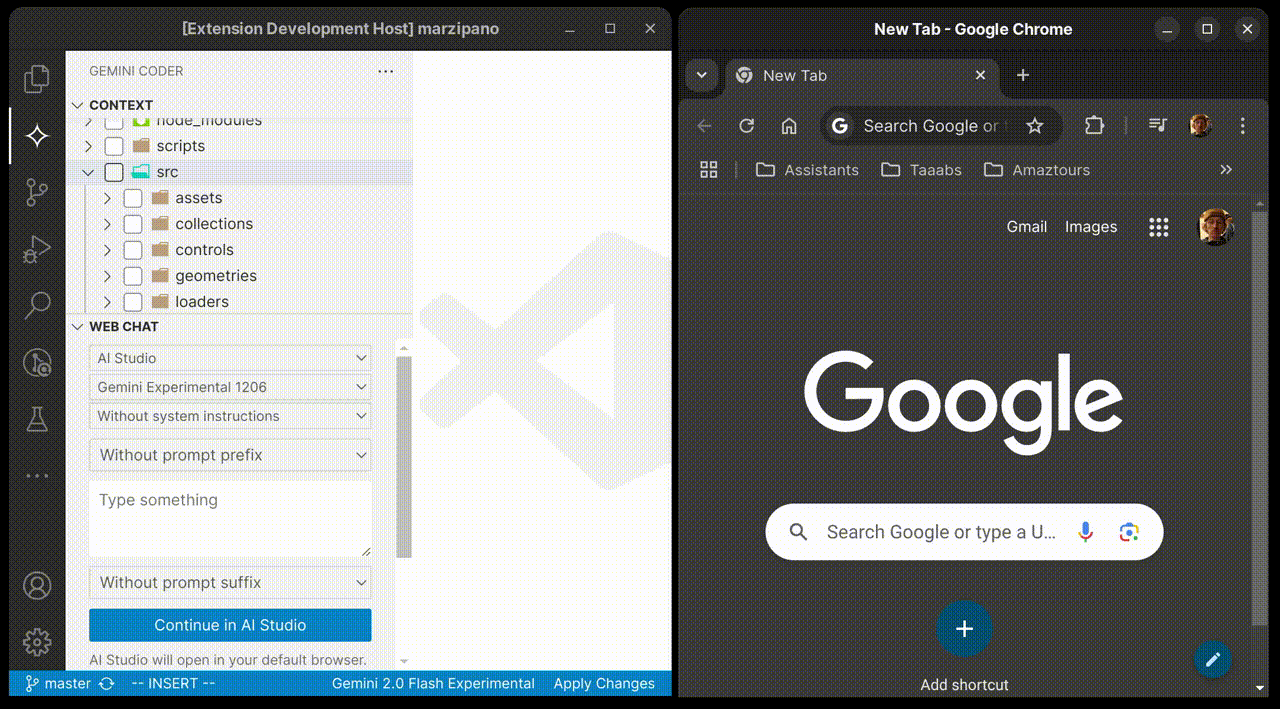 [Extension Development Host] marzipano
GEMINI CODER
CONTEXT
node_modules
scripts
src
assets
collections
controls
geometries
loaders
WEB CHAT
AI Studio
Gemini Experimental 1206
Without system instructions
Without prompt prefix
Type something
Without prompt suffix
Continue in AI Studio
AI Studio will open in your default browser.
master -- INSERT -- Gemini 2.0 Flash Experimental Apply Changes
New Tab - Google Chrome
New Tab
Search Google or
Assistants Taaabs Amaztours
Gmail Images
Google
Search Google or type a U...
Add shortcut